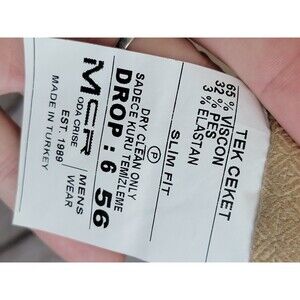 TEK CEKET
65 % VISCON
32 % PES
3 % ELASTAN
SLIM FIT
P
DRY CLEAN ONLY
SADECE KURU TEMİZLEME
DROP : 6 56
MCR MENS
ODA CRISE WEAR
EST. 1989
MADE IN TURKEY